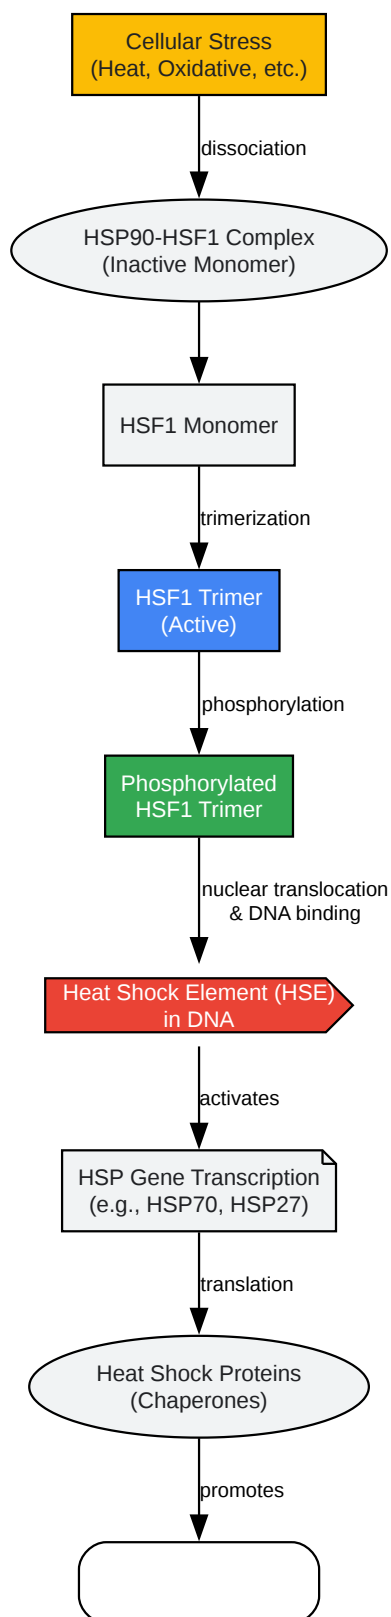 Cellular Stress
(Heat, Oxidative, etc.)
dissociation
HSP90-HSF1 Complex
(Inactive Monomer)
HSF1 Monomer
trimerization
HSF1 Trimer
(Active)
phosphorylation
Phosphorylated
HSF1 Trimer
nuclear translocation
& DNA binding
Heat Shock Element (HSE)
in DNA
activates
HSP Gene Transcription
(e.g., HSP70, HSP27)
translation
Heat Shock Proteins
(Chaperones)
promotes